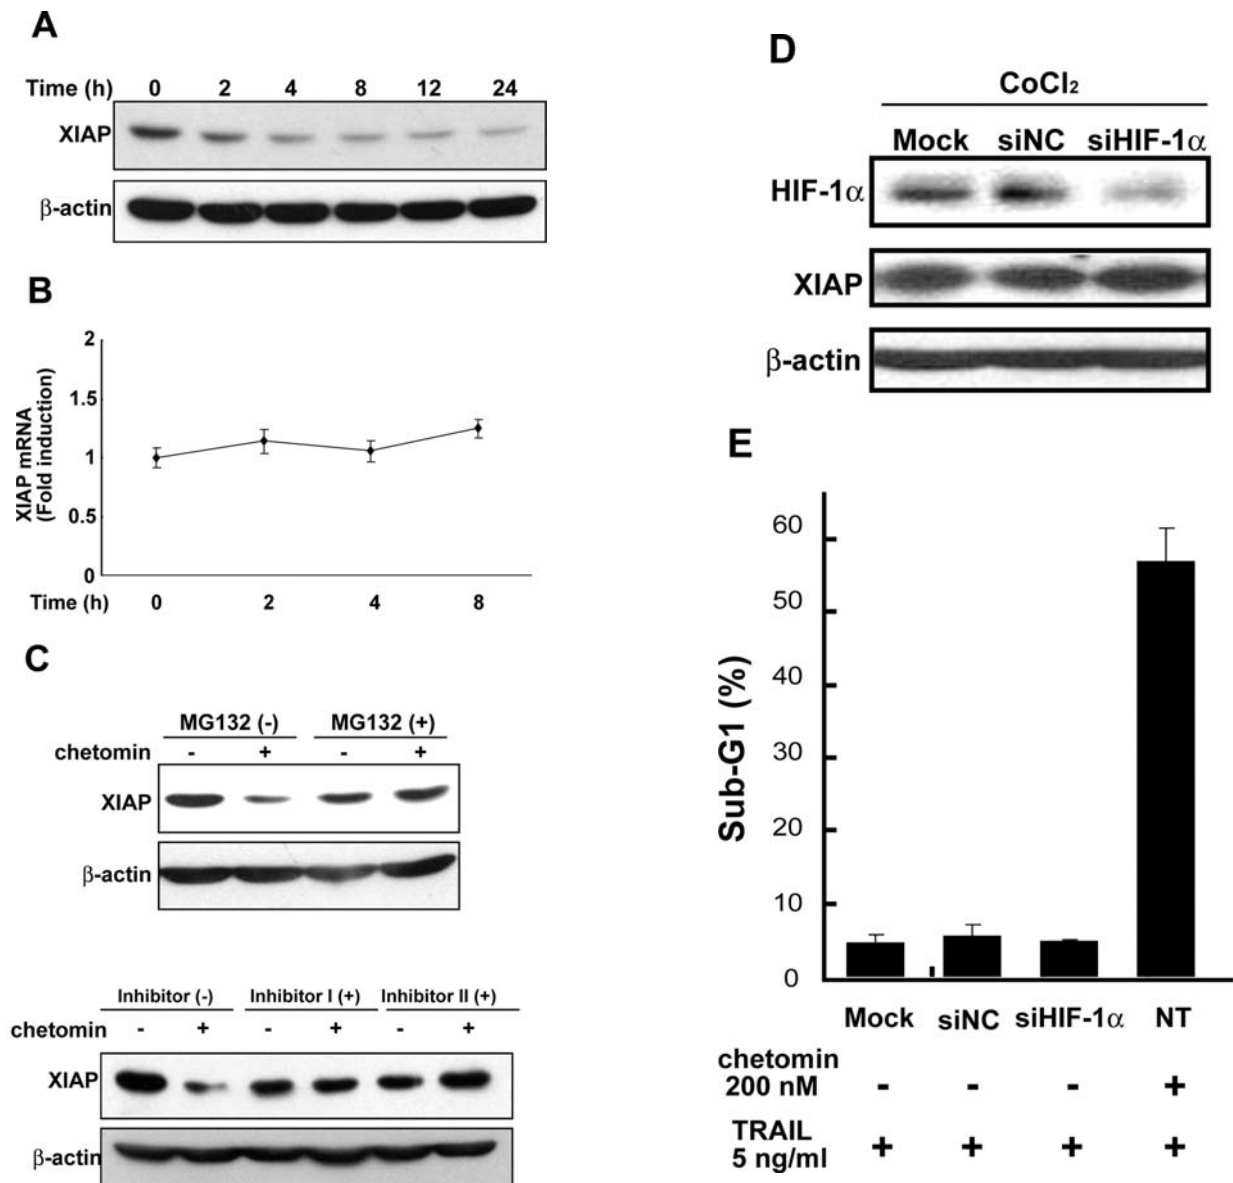 A
Time (h) 0 2 4 8 12 24
XIAP
β-actin
B
2
1.5
1
0.5
0
XIAP mRNA
(Fold induction)
Time (h) 0 2 4 8
C
MG132 (-) MG132 (+)
chetomin - + - +
XIAP
β-actin
Inhibitor (-) Inhibitor I (+) Inhibitor II (+)
chetomin - + - + - +
XIAP
β-actin
D
CoCl₂
Mock siNC siHIF-1α
HIF-1α
XIAP
β-actin
E
60
50
40
30
20
10
0
Sub-G1 (%)
Mock siNC siHIF-1α NT
chetomin
200 nM - - - +
TRAIL
5 ng/ml + + + +